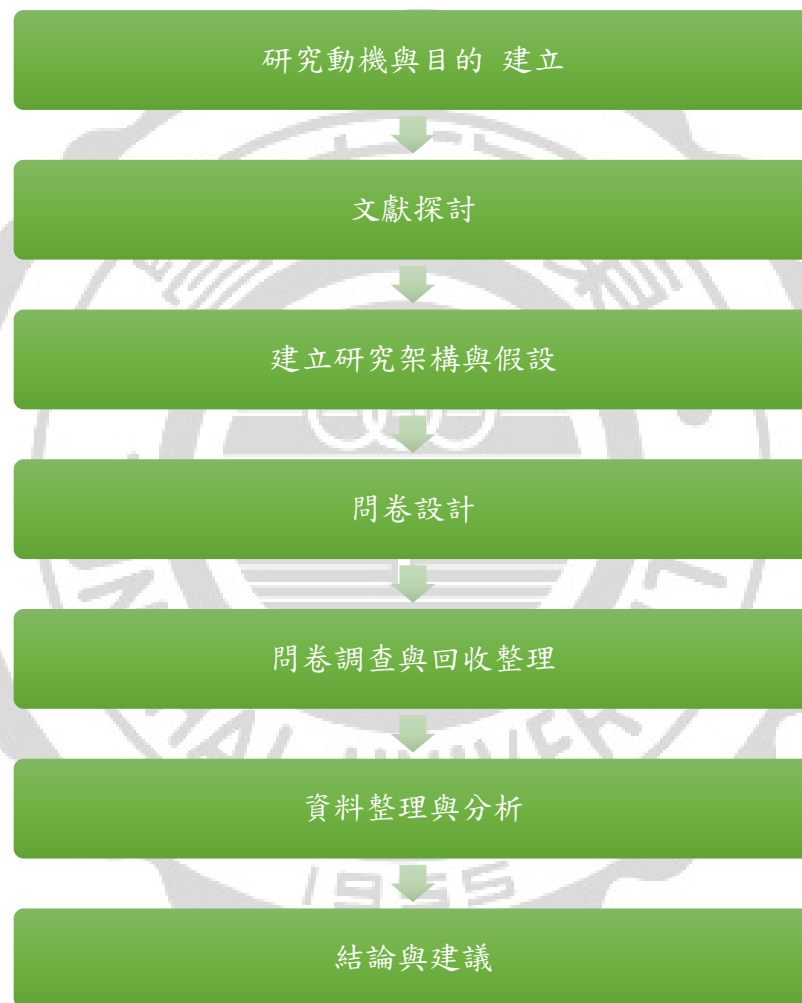 研究動機與目的 建立
文獻探討
建立研究架構與假設
問卷設計
問卷調查與回收整理
資料整理與分析
結論與建議
1955